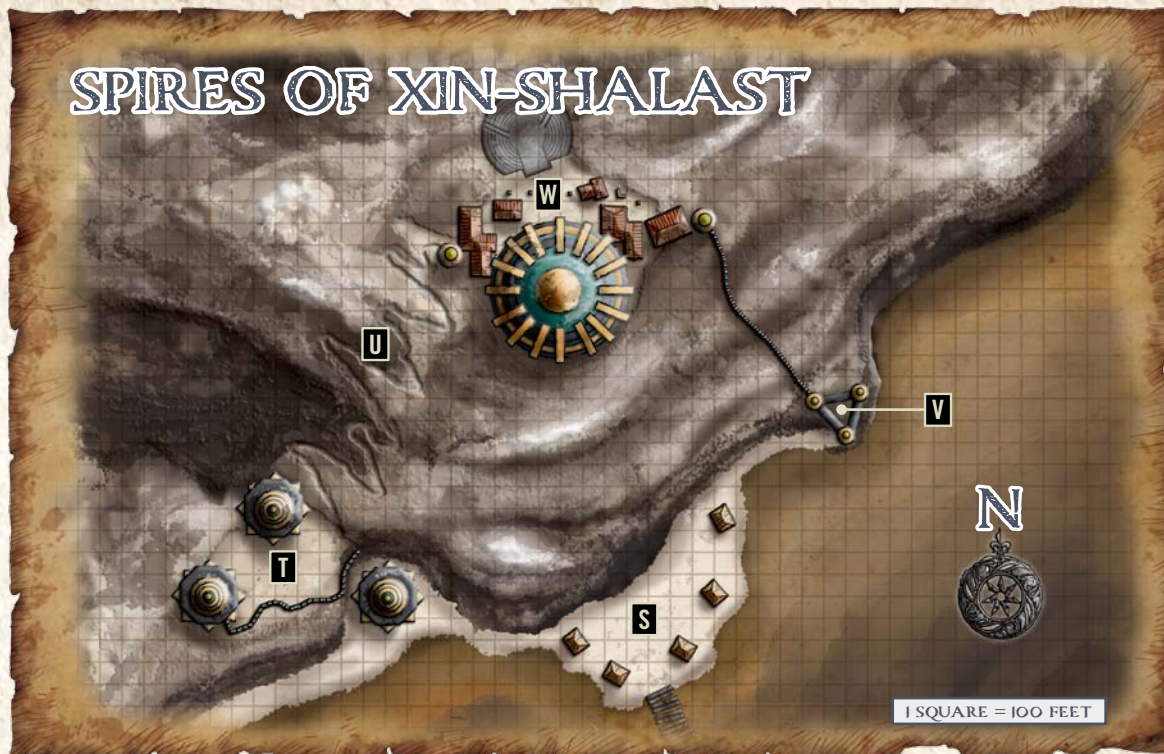 SPIRES OF XIN-SHALAST
W
U
V
N
T
S
1 SQUARE = 100 FEET